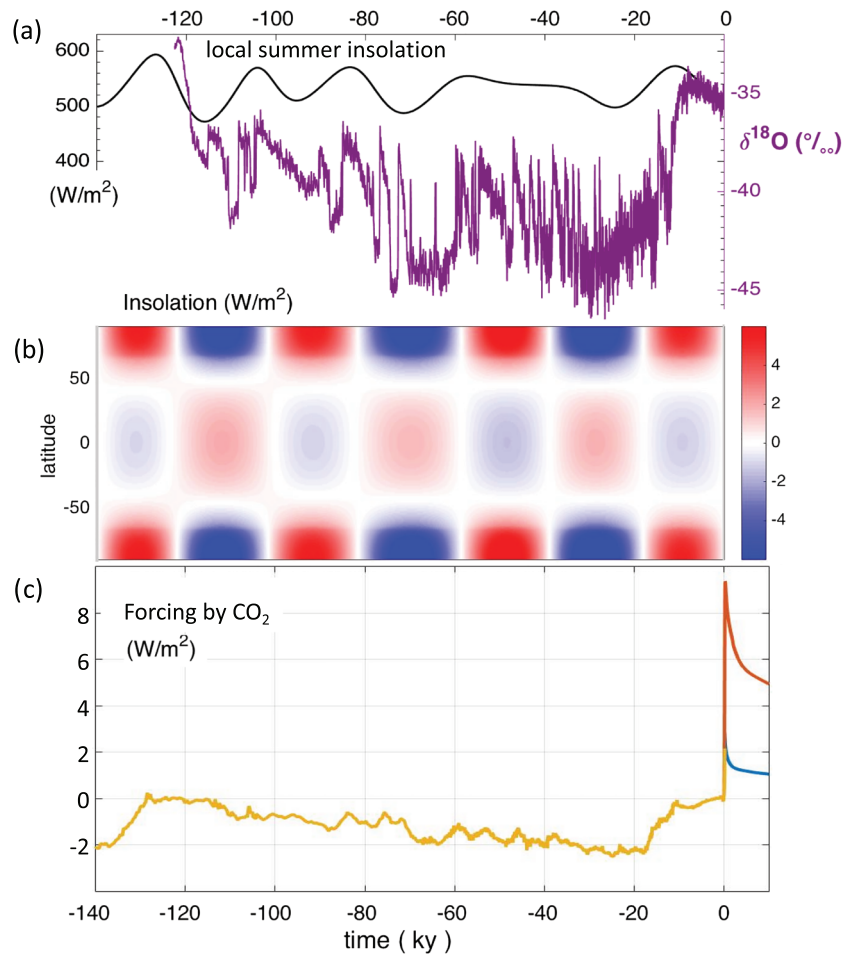 -120 -100 -80 -60 -40 -20 0
(a)
600
local summer insolation
500
-35
δ¹⁸O (°/₀₀)
400
(W/m²)
-40
-45
Insolation (W/m²)
(b)
50
4
2
latitude
0
0
-2
-50
-4
(c)
8
Forcing by CO₂
(W/m²)
6
4
2
0
-2
-140 -120 -100 -80 -60 -40 -20 0
time ( ky )